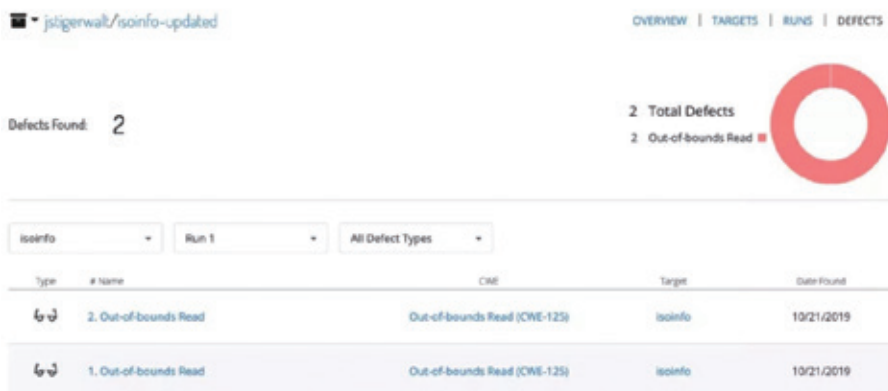 jstigerwalt/isoinfo-updated
OVERVIEW | TARGETS | RUNS | DEFECTS
Defects Found: 2
2 Total Defects
2 Out-of-bounds Read
isoinfo
Run 1
All Defect Types
Type # Name CWE Target Date Found
2. Out-of-bounds Read Out-of-bounds Read (CWE-125) isoinfo 10/21/2019
1. Out-of-bounds Read Out-of-bounds Read (CWE-125) isoinfo 10/21/2019